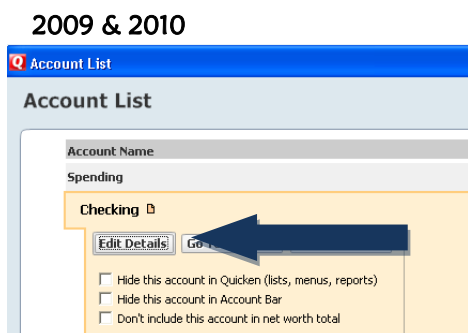 2009 & 2010
Account List
Account List
Account Name
Spending
Checking
Edit Details
Hide this account in Quicken (lists, menus, reports)
Hide this account in Account Bar
Don't include this account in net worth total